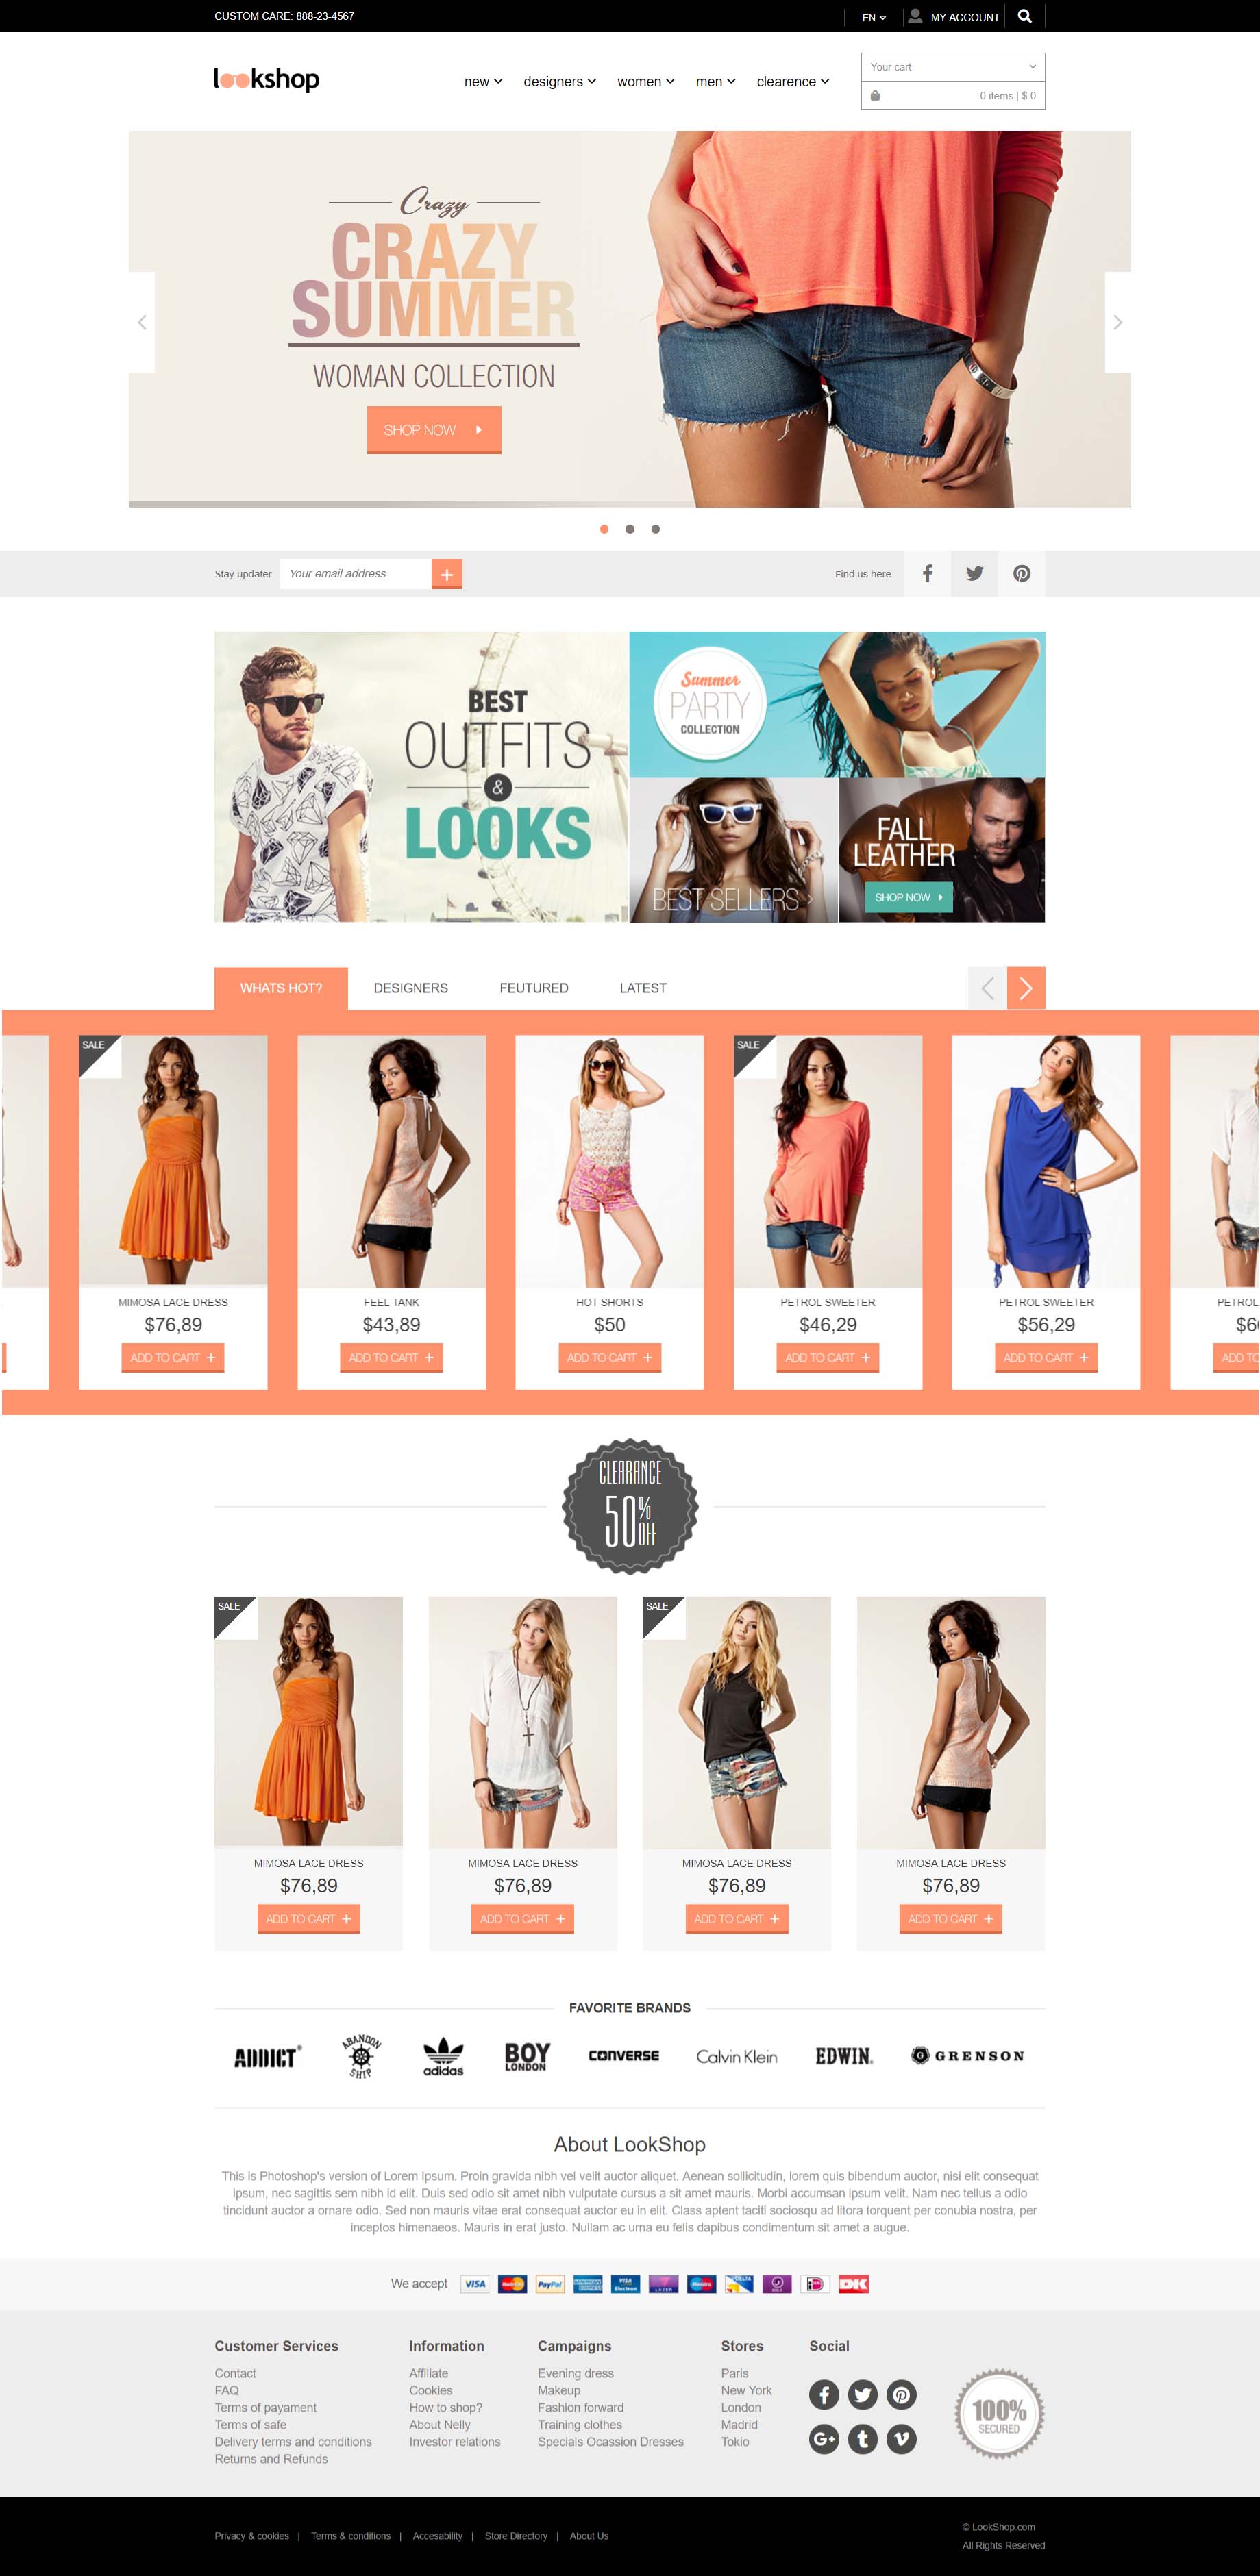 CUSTOM CARE: 888-23-4567
EN
MY ACCOUNT
lookshop
new
designers
women
men
clearence
Your cart
0 items | $ 0
Crazy
CRAZY
SUMMER
WOMAN COLLECTION
SHOP NOW
Stay updater
Your email address
Find us here
BEST
OUTFITS
&
LOOKS
Summer
PARTY
COLLECTION
BEST SELLERS
FALL
LEATHER
SHOP NOW
WHATS HOT?
DESIGNERS
FEUTURED
LATEST
SALE
MIMOSA LACE DRESS
$76,89
ADD TO CART +
FEEL TANK
$43,89
ADD TO CART +
HOT SHORTS
$50
ADD TO CART +
SALE
PETROL SWEETER
$46,29
ADD TO CART +
PETROL SWEETER
$56,29
ADD TO CART +
PETROL
$6
ADD TO
CLEARANCE
50%
OFF
SALE
MIMOSA LACE DRESS
$76,89
ADD TO CART +
MIMOSA LACE DRESS
$76,89
ADD TO CART +
SALE
MIMOSA LACE DRESS
$76,89
ADD TO CART +
MIMOSA LACE DRESS
$76,89
ADD TO CART +
FAVORITE BRANDS
ADDICT
ABANDON
SHIP
adidas
BOY
LONDON
CONVERSE
Calvin Klein
EDWIN
G GRENSON
About LookShop
This is Photoshop's version of Lorem Ipsum. Proin gravida nibh vel velit auctor aliquet. Aenean sollicitudin, lorem quis bibendum auctor, nisi elit consequat
ipsum, nec sagittis sem nibh id elit. Duis sed odio sit amet nibh vulputate cursus a sit amet mauris. Morbi accumsan ipsum velit. Nam nec tellus a odio
tincidunt auctor a ornare odio. Sed non mauris vitae erat consequat auctor eu in elit. Class aptent taciti sociosqu ad litora torquent per conubia nostra, per
inceptos himenaeos. Mauris in erat justo. Nullam ac urna eu felis dapibus condimentum sit amet a augue.
We accept
VISA
PayPal
VISA
Electron
Customer Services
Contact
FAQ
Terms of payament
Terms of safe
Delivery terms and conditions
Returns and Refunds
Information
Affiliate
Cookies
How to shop?
About Nelly
Investor relations
Campaigns
Evening dress
Makeup
Fashion forward
Training clothes
Specials Ocassion Dresses
Stores
Paris
New York
London
Madrid
Tokio
Social
100%
SECURED
Privacy & cookies | Terms & conditions | Accesability | Store Directory | About Us
© LookShop.com
All Rights Reserved